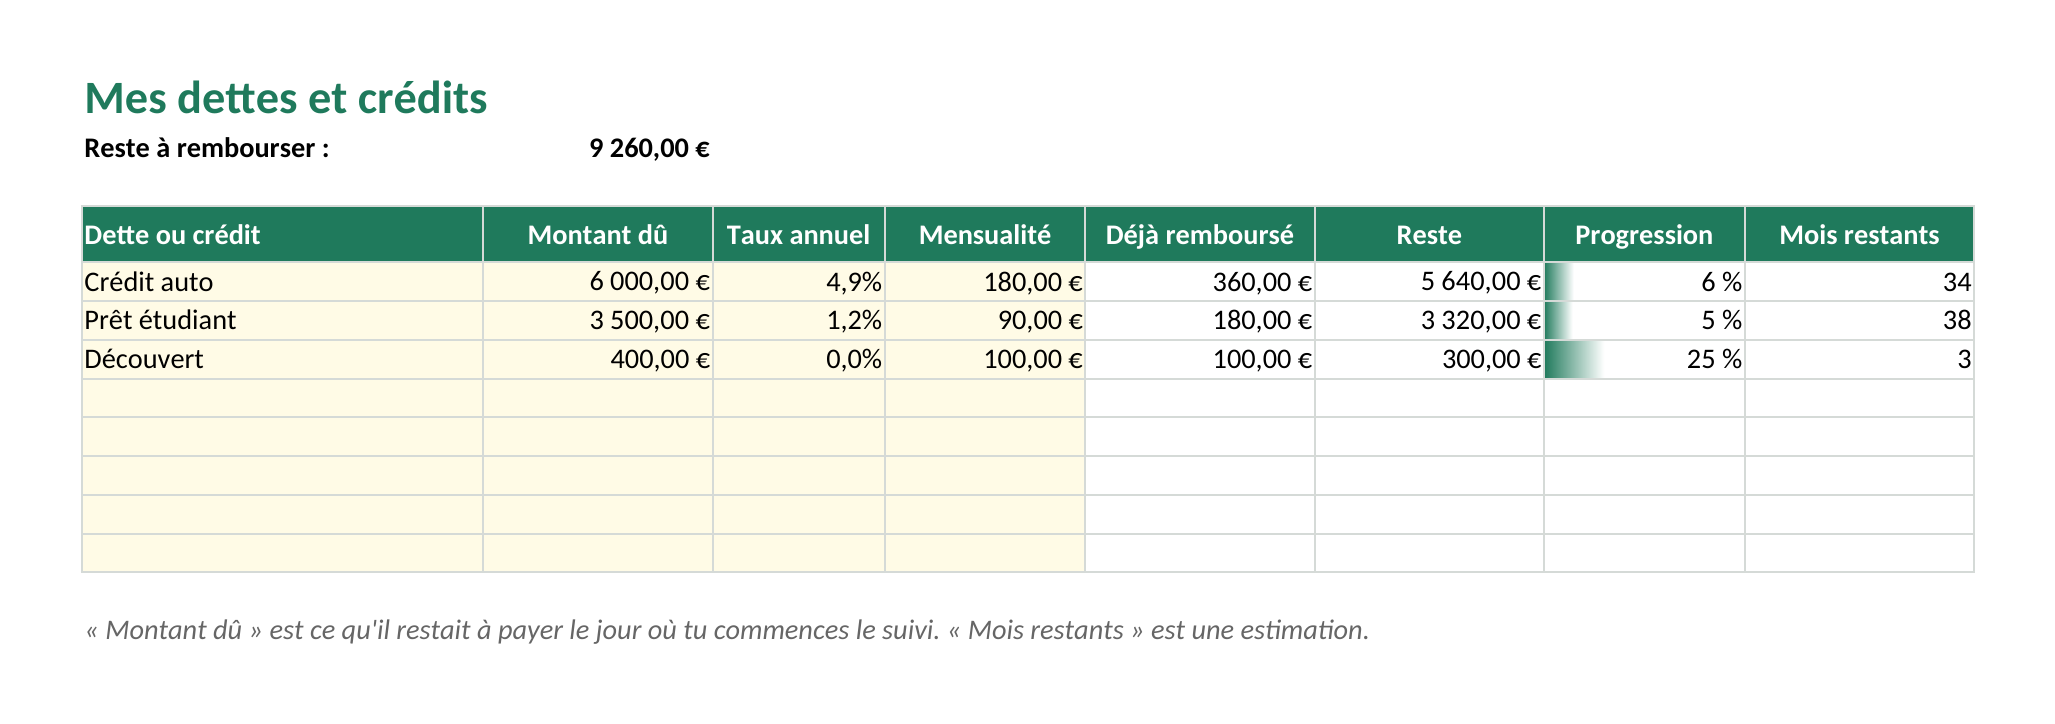 Mes dettes et crédits
Reste à rembourser : 9 260,00 €
Dette ou crédit Montant dû Taux annuel Mensualité Déjà remboursé Reste Progression Mois restants
Crédit auto 6 000,00 € 4,9% 180,00 € 360,00 € 5 640,00 € 6 % 34
Prêt étudiant 3 500,00 € 1,2% 90,00 € 180,00 € 3 320,00 € 5 % 38
Découvert 400,00 € 0,0% 100,00 € 100,00 € 300,00 € 25 % 3
« Montant dû » est ce qu'il restait à payer le jour où tu commences le suivi. « Mois restants » est une estimation.